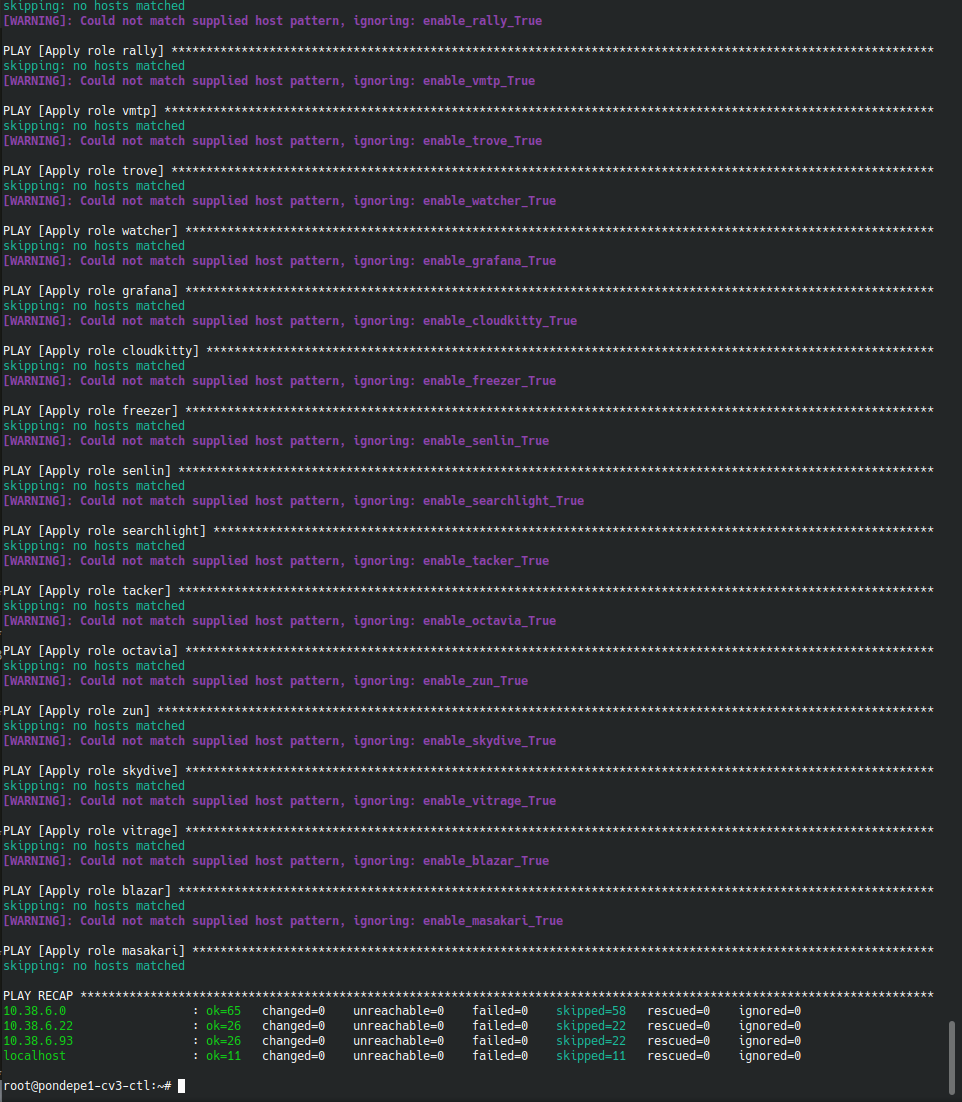 skipping: no hosts matched
[WARNING]: Could not match supplied host pattern, ignoring: enable_rally_True
PLAY [Apply role rally] *************************************************************************************************************
skipping: no hosts matched
[WARNING]: Could not match supplied host pattern, ignoring: enable_vmtp_True
PLAY [Apply role vmtp] **************************************************************************************************************
skipping: no hosts matched
[WARNING]: Could not match supplied host pattern, ignoring: enable_trove_True
PLAY [Apply role trove] *************************************************************************************************************
skipping: no hosts matched
[WARNING]: Could not match supplied host pattern, ignoring: enable_watcher_True
PLAY [Apply role watcher] ***********************************************************************************************************
skipping: no hosts matched
[WARNING]: Could not match supplied host pattern, ignoring: enable_grafana_True
PLAY [Apply role grafana] ***********************************************************************************************************
skipping: no hosts matched
[WARNING]: Could not match supplied host pattern, ignoring: enable_cloudkitty_True
PLAY [Apply role cloudkitty] ********************************************************************************************************
skipping: no hosts matched
[WARNING]: Could not match supplied host pattern, ignoring: enable_freezer_True
PLAY [Apply role freezer] ***********************************************************************************************************
skipping: no hosts matched
[WARNING]: Could not match supplied host pattern, ignoring: enable_senlin_True
PLAY [Apply role senlin] ************************************************************************************************************
skipping: no hosts matched
[WARNING]: Could not match supplied host pattern, ignoring: enable_searchlight_True
PLAY [Apply role searchlight] *******************************************************************************************************
skipping: no hosts matched
[WARNING]: Could not match supplied host pattern, ignoring: enable_tacker_True
PLAY [Apply role tacker] ************************************************************************************************************
skipping: no hosts matched
[WARNING]: Could not match supplied host pattern, ignoring: enable_octavia_True
PLAY [Apply role octavia] ***********************************************************************************************************
skipping: no hosts matched
[WARNING]: Could not match supplied host pattern, ignoring: enable_zun_True
PLAY [Apply role zun] ***************************************************************************************************************
skipping: no hosts matched
[WARNING]: Could not match supplied host pattern, ignoring: enable_skydive_True
PLAY [Apply role skydive] ***********************************************************************************************************
skipping: no hosts matched
[WARNING]: Could not match supplied host pattern, ignoring: enable_vitrage_True
PLAY [Apply role vitrage] ***********************************************************************************************************
skipping: no hosts matched
[WARNING]: Could not match supplied host pattern, ignoring: enable_blazar_True
PLAY [Apply role blazar] ************************************************************************************************************
skipping: no hosts matched
[WARNING]: Could not match supplied host pattern, ignoring: enable_masakari_True
PLAY [Apply role masakari] **********************************************************************************************************
skipping: no hosts matched
PLAY RECAP **************************************************************************************************************************
10.38.6.0                  : ok=65   changed=0    unreachable=0    failed=0    skipped=58   rescued=0    ignored=0
10.38.6.22                 : ok=26   changed=0    unreachable=0    failed=0    skipped=22   rescued=0    ignored=0
10.38.6.93                 : ok=26   changed=0    unreachable=0    failed=0    skipped=22   rescued=0    ignored=0
localhost                  : ok=11   changed=0    unreachable=0    failed=0    skipped=11   rescued=0    ignored=0
root@pondepe1-cv3-ctl:~#